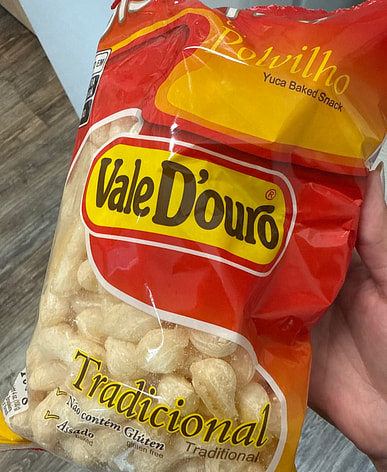 Polvilho
Yuca Baked Snack
Vale D'ouro®
Tradicional
Traditional
Não contém Glúten
gluten free
Assado